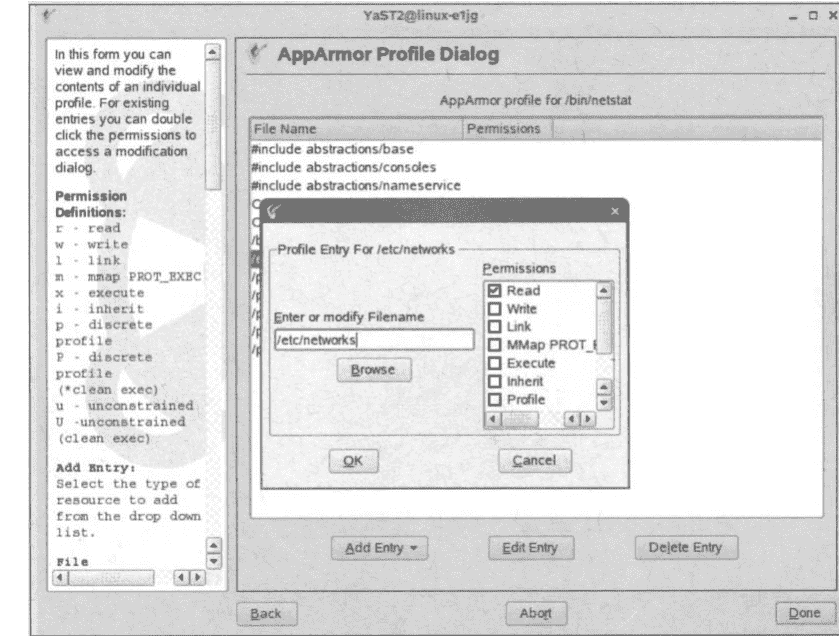 YaST2@linux-e1jg
In this form you can
view and modify the
contents of an individual
profile. For existing
entries you can double
click the permissions to
access a modification
dialog.
Permission
Definitions:
r - read
w - write
l - link
m - mmap PROT_EXEC
x - execute
i - inherit
p - discrete
profile
P - discrete
profile
(*clean exec)
u - unconstrained
U -unconstrained
(clean exec)
Add Entry:
Select the type of
resource to add
from the drop down
list.
File
AppArmor Profile Dialog
AppArmor profile for /bin/netstat
File Name Permissions
#include abstractions/base
#include abstractions/consoles
#include abstractions/nameservice
Profile Entry For /etc/networks
Enter or modify Filename
/etc/networks
Browse
Permissions
Read
Write
Link
MMap PROT_E
Execute
Inherit
Profile
OK Cancel
Add Entry Edit Entry Delete Entry
Back Abort Done